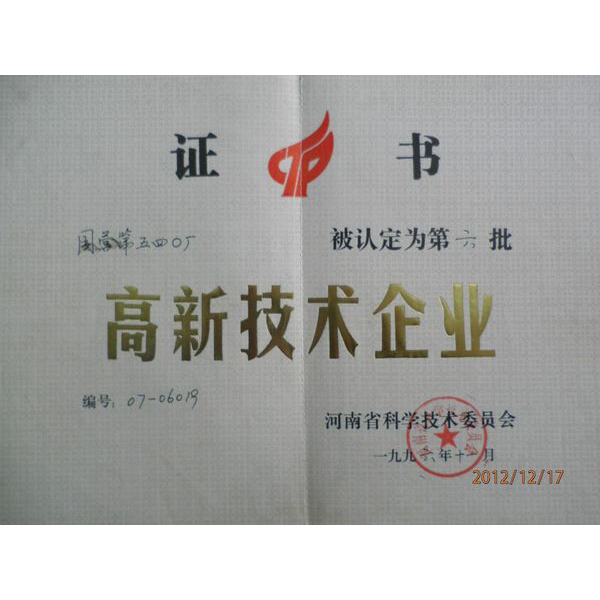 证 书
国营第五四〇厂 被认定为第六批
高新技术企业
编号: 07-06019
河南省科学技术委员会
一九九六年十一月
2012/12/17